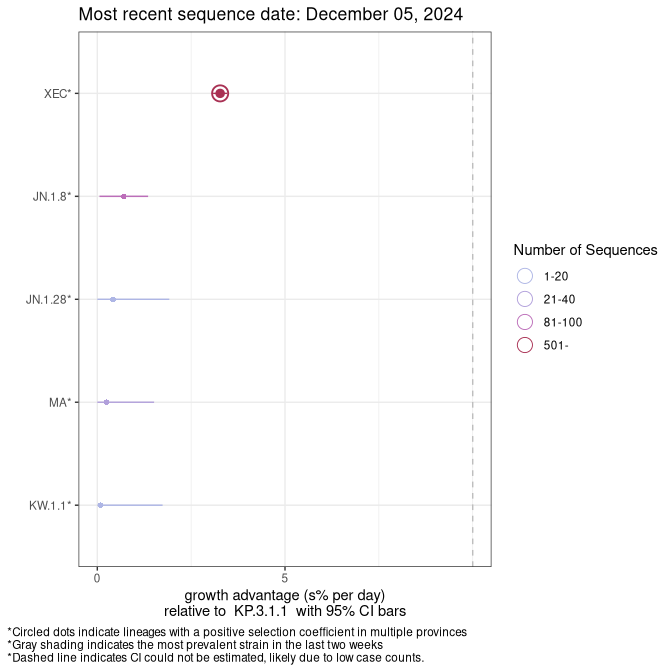 Most recent sequence date: December 05, 2024
XEC*
JN.1.8*
JN.1.28*
MA*
KW.1.1*
0 5
growth advantage (s% per day)
relative to KP.3.1.1 with 95% CI bars
Number of Sequences
1-20
21-40
81-100
501-
*Circled dots indicate lineages with a positive selection coefficient in multiple provinces
*Gray shading indicates the most prevalent strain in the last two weeks
*Dashed line indicates CI could not be estimated, likely due to low case counts.